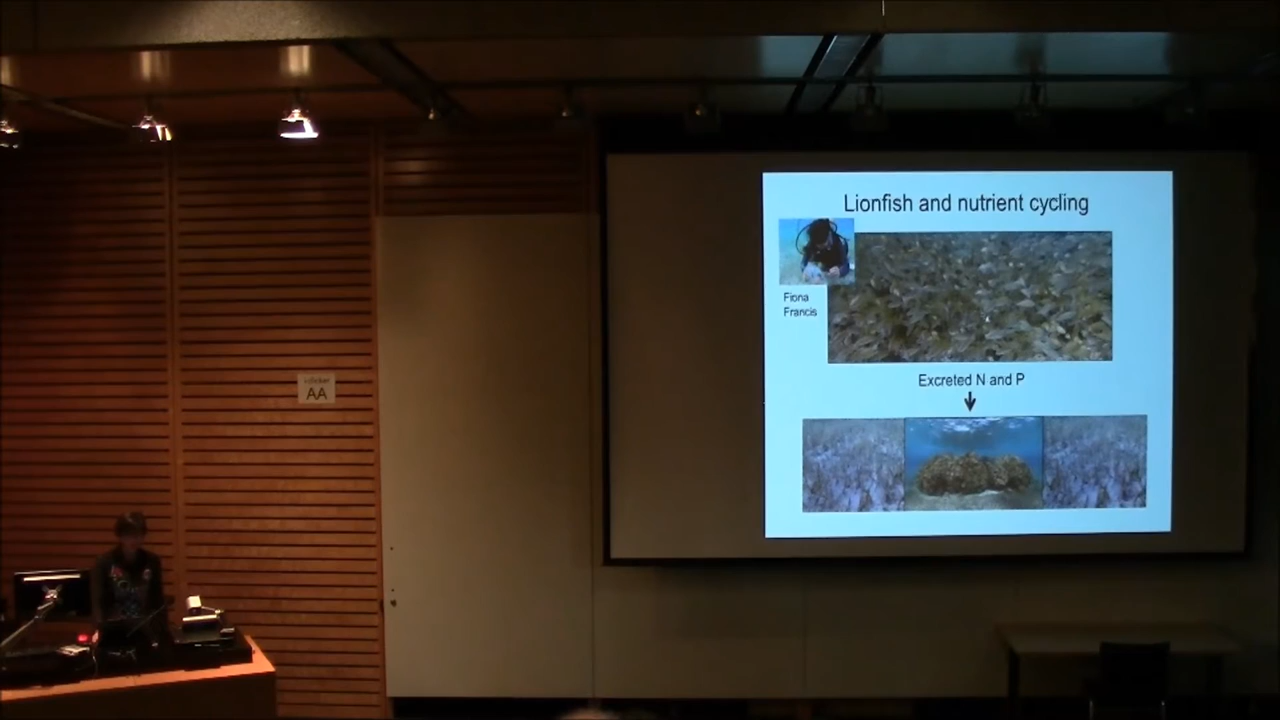 Lionfish and nutrient cycling
Fiona
Francis
Excreted N and P
AA